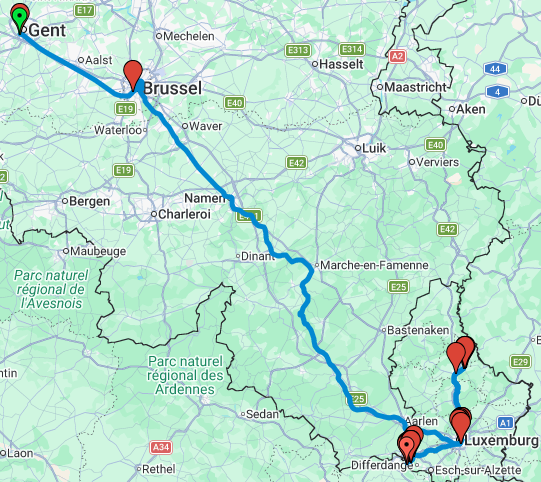 E17
Gent
Mechelen
Aalst
E313
E314
A2
Hasselt
44
Brussel
Maastricht
4
E19
E40
Aken
Waterloo
Waver
Luik
E40
E19
E42
Verviers
Bergen
Namen
Charleroi
E42
Maubeuge
Dinant
Marche-en-Famenne
Parc naturel
régional de
l'Avesnois
E25
Bastenaken
E29
Parc naturel
régional des
Ardennes
E25
Sedan
Aarlen
A1
A34
Luxemburg
Laon
Rethel
Differdange
Esch-sur-Alzette